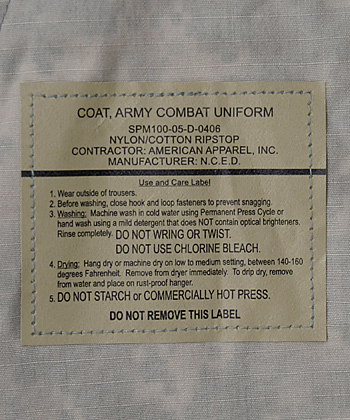 COAT, ARMY COMBAT UNIFORM
SPM100-05-D-0406
NYLON/COTTON RIPSTOP
CONTRACTOR: AMERICAN APPAREL, INC.
MANUFACTURER: N.C.E.D.
Use and Care Label
1. Wear outside of trousers.
2. Before washing, close hook and loop fasteners to prevent snagging.
3. Washing: Machine wash in cold water using Permanent Press Cycle or
hand wash using a mild detergent that does NOT contain optical brighteners.
Rinse completely. DO NOT WRING OR TWIST.
DO NOT USE CHLORINE BLEACH.
4. Drying: Hang dry or machine dry on low to medium setting, between 140-160
degrees Fahrenheit. Remove from dryer immediately. To drip dry, remove
from water and place on rust-proof hanger.
5. DO NOT STARCH or COMMERCIALLY HOT PRESS.
DO NOT REMOVE THIS LABEL